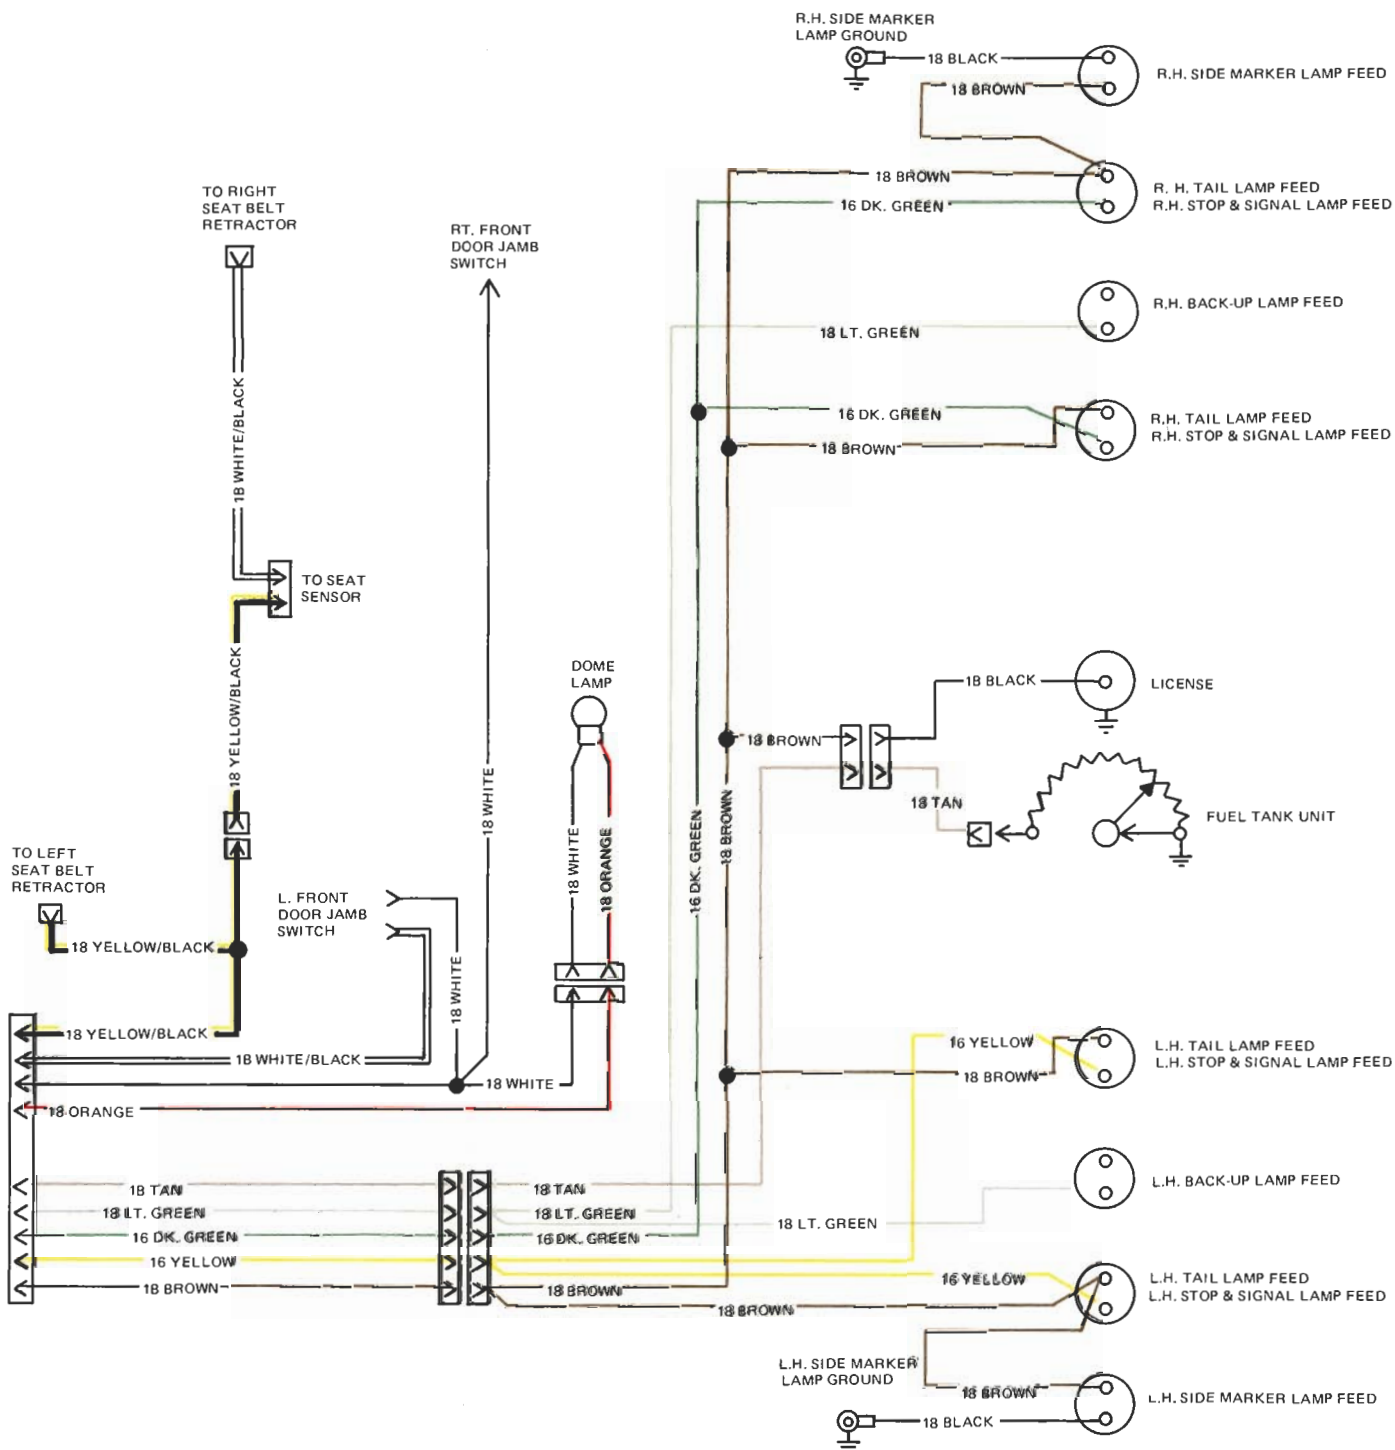 R.H. SIDE MARKER
LAMP GROUND
18 BLACK
R.H. SIDE MARKER LAMP FEED
18 BROWN
18 BROWN
R. H. TAIL LAMP FEED
16 DK. GREEN
R.H. STOP & SIGNAL LAMP FEED
TO RIGHT
SEAT BELT
RETRACTOR
RT. FRONT
DOOR JAMB
SWITCH
R.H. BACK-UP LAMP FEED
18 LT. GREEN
18 WHITE/BLACK
16 DK. GREEN
R.H. TAIL LAMP FEED
R.H. STOP & SIGNAL LAMP FEED
18 BROWN
TO SEAT
SENSOR
18 YELLOW/BLACK
DOME
LAMP
18 BLACK
LICENSE
18 BROWN
18 TAN
FUEL TANK UNIT
18 WHITE
18 WHITE
18 ORANGE
16 DK. GREEN
18 BROWN
TO LEFT
SEAT BELT
RETRACTOR
L. FRONT
DOOR JAMB
SWITCH
18 YELLOW/BLACK
18 WHITE
18 YELLOW/BLACK
18 WHITE/BLACK
18 WHITE
18 ORANGE
16 YELLOW
L.H. TAIL LAMP FEED
L.H. STOP & SIGNAL LAMP FEED
18 BROWN
18 TAN
18 TAN
L.H. BACK-UP LAMP FEED
18 LT. GREEN
18 LT. GREEN
18 LT. GREEN
16 DK. GREEN
16 DK. GREEN
16 YELLOW
16 YELLOW
L.H. TAIL LAMP FEED
L.H. STOP & SIGNAL LAMP FEED
18 BROWN
18 BROWN
18 BROWN
L.H. SIDE MARKER
LAMP GROUND
18 BROWN
L.H. SIDE MARKER LAMP FEED
18 BLACK